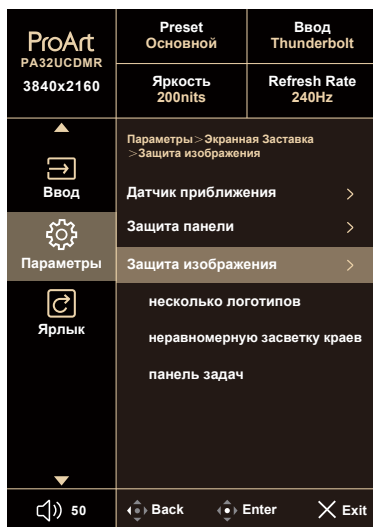 ProArt
PA32UCDMR
3840x2160
Preset
Основной
Ввод
Thunderbolt
Яркость
200nits
Refresh Rate
240Hz
Ввод
Параметры
Ярлык
Параметры>Экранная Заставка
>Защита изображения
Датчик приближения >
Защита панели >
Защита изображения >
несколько логотипов
неравномерную засветку краев
панель задач
50
Back
Enter
Exit